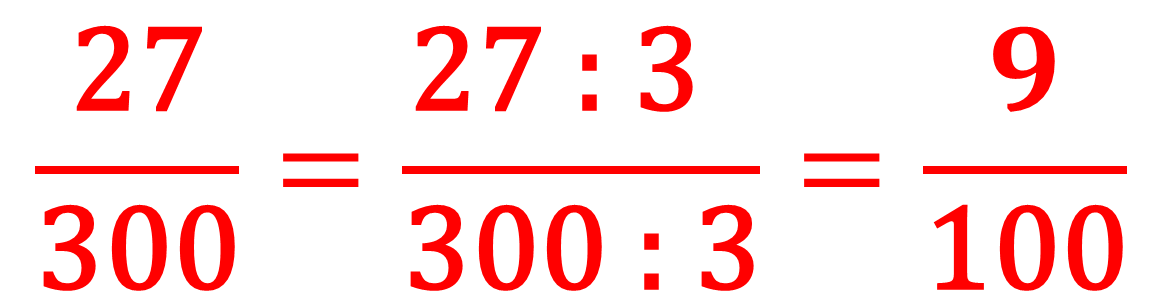 27/300 = 27 : 3/300 : 3 = 9/100